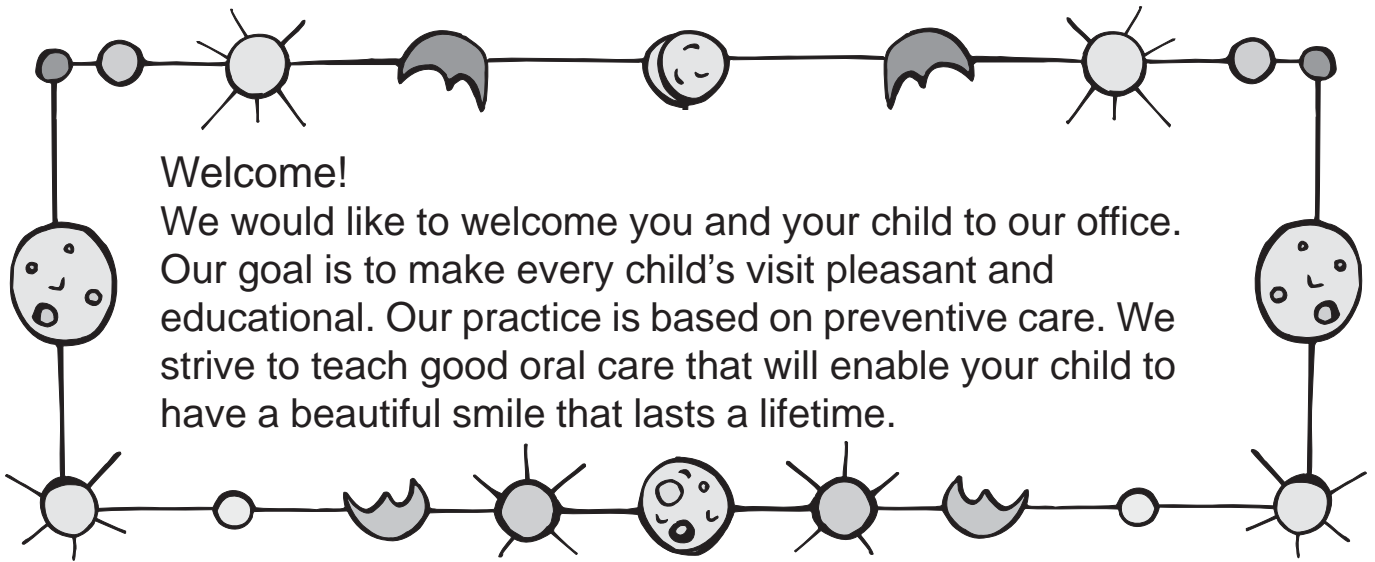 Welcome!
We would like to welcome you and your child to our office.
Our goal is to make every child’s visit pleasant and
educational. Our practice is based on preventive care. We
strive to teach good oral care that will enable your child to
have a beautiful smile that lasts a lifetime.